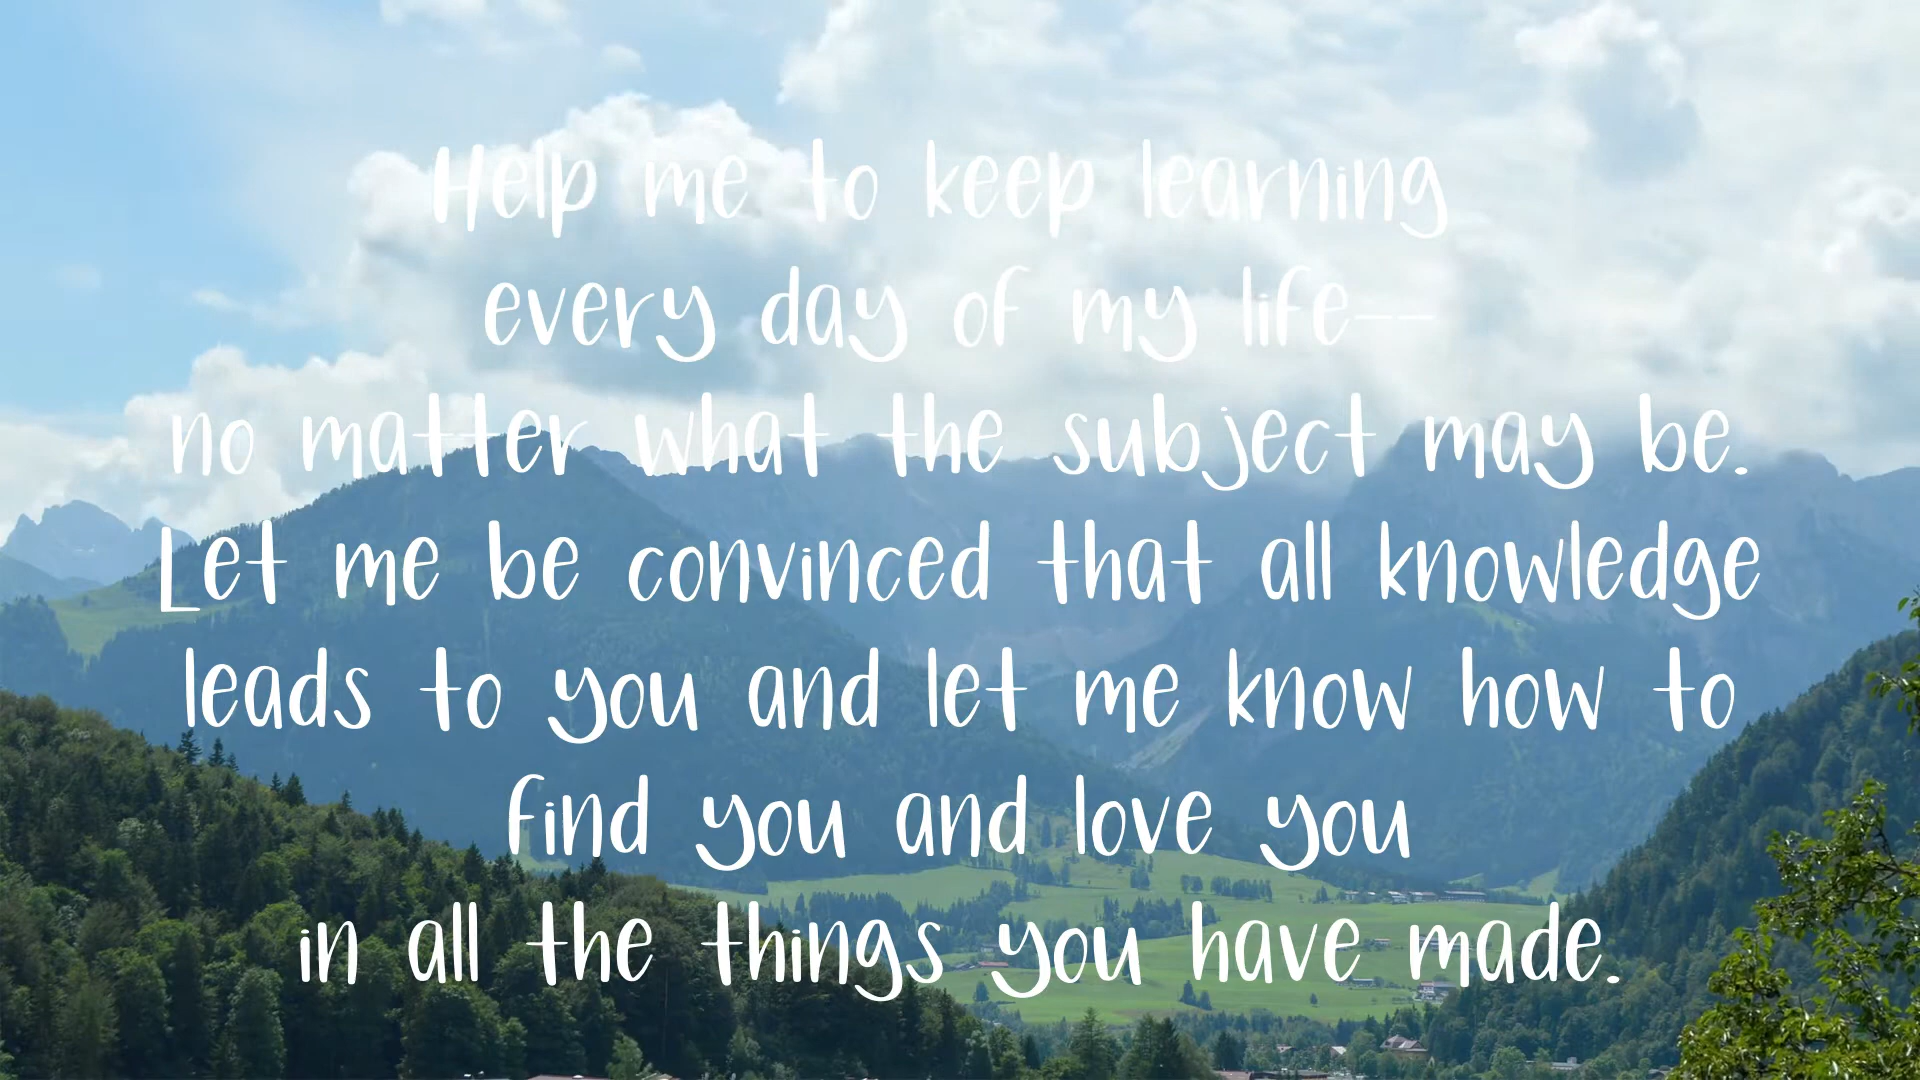 Help me to keep learning
every day of my life--
no matter what the subject may be.
Let me be convinced that all knowledge
leads to you and let me know how to
find you and love you
in all the things you have made.